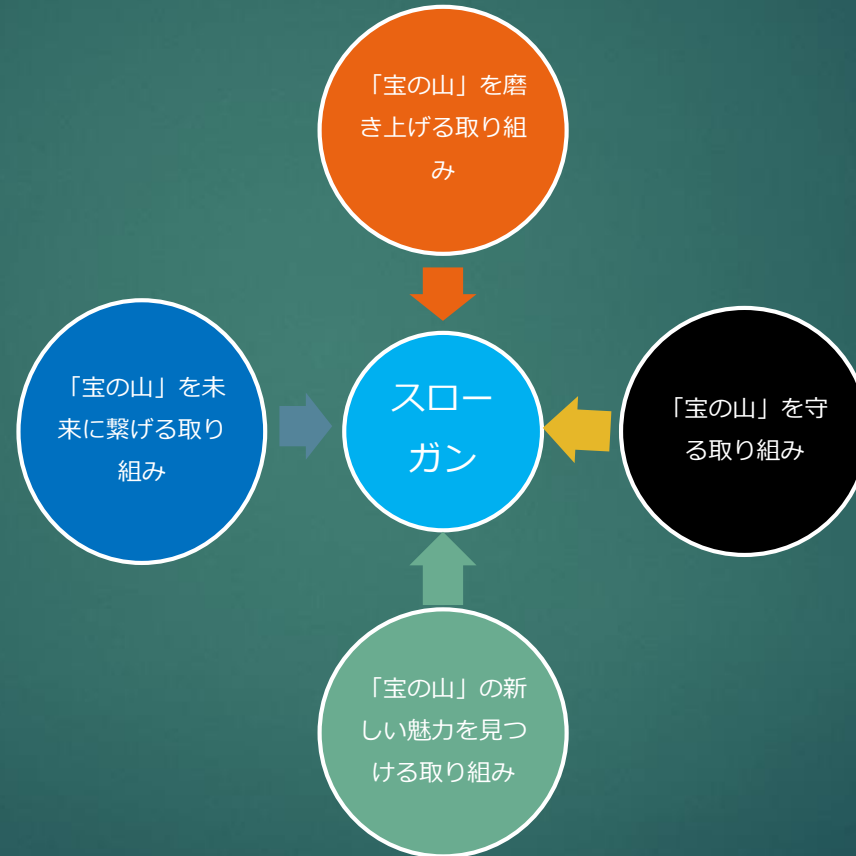 「宝の山」を磨
き上げる取り組
み
「宝の山」を未
来に繋げる取り
組み
スロー
ガン
「宝の山」を守
る取り組み
「宝の山」の新
しい魅力を見つ
ける取り組み